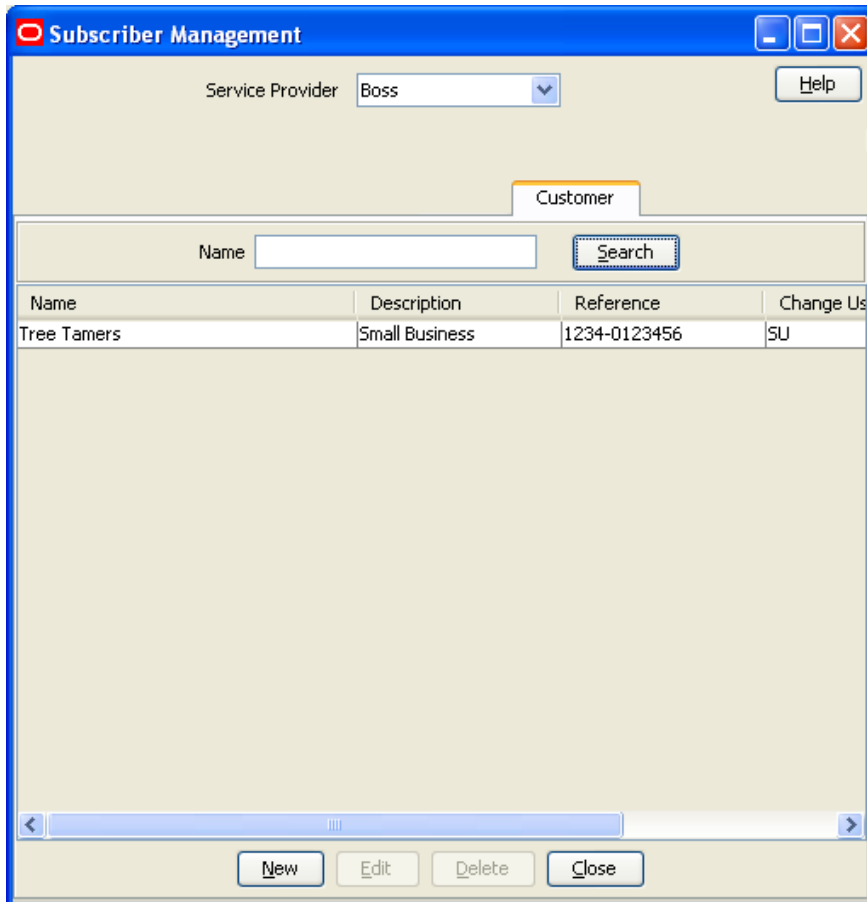 Subscriber Management
Service Provider Boss Help
Customer
Name Search
Name Description Reference Change Us
Tree Tamers Small Business 1234-0123456 SU
New Edit Delete Close